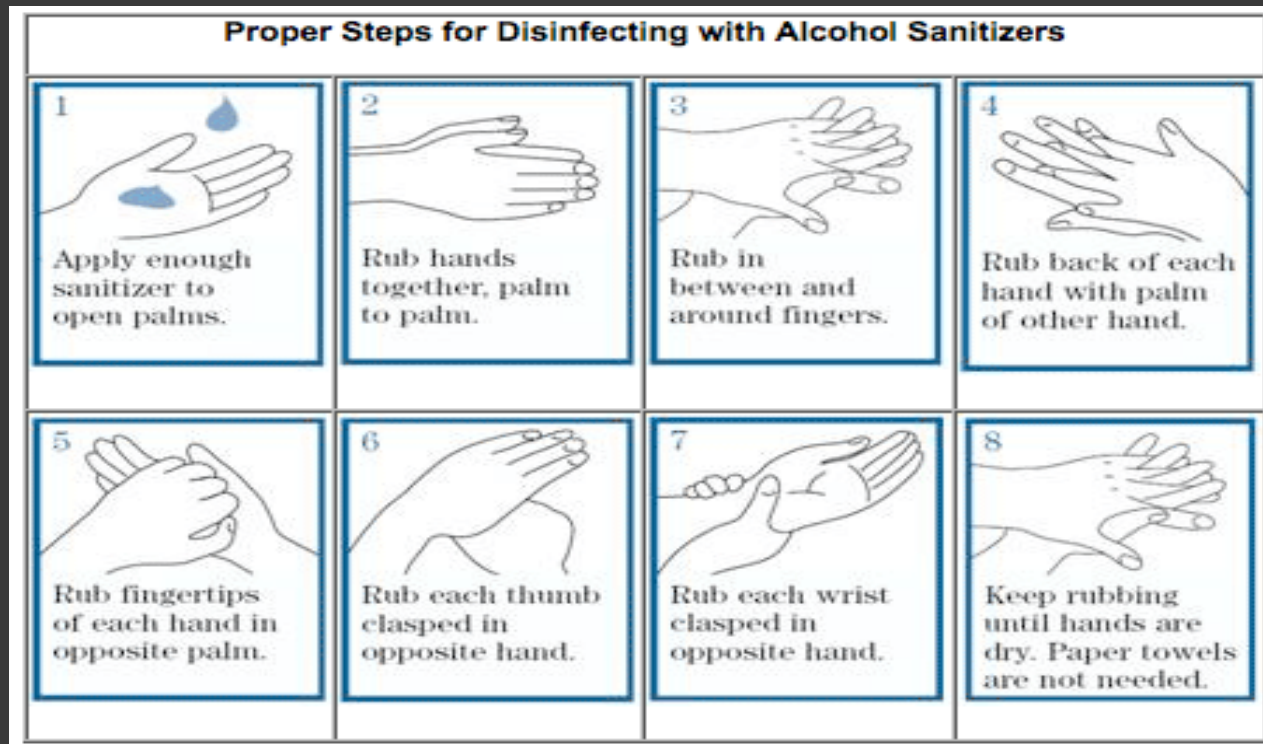 Proper Steps for Disinfecting with Alcohol Sanitizers
1
Apply enough
sanitizer to
open palms.
2
Rub hands
together, palm
to palm.
3
Rub in
between and
around fingers.
4
Rub back of each
hand with palm
of other hand.
5
Rub fingertips
of each hand in
opposite palm.
6
Rub each thumb
clasped in
opposite hand.
7
Rub each wrist
clasped in
opposite hand.
8
Keep rubbing
until hands are
dry. Paper towels
are not needed.